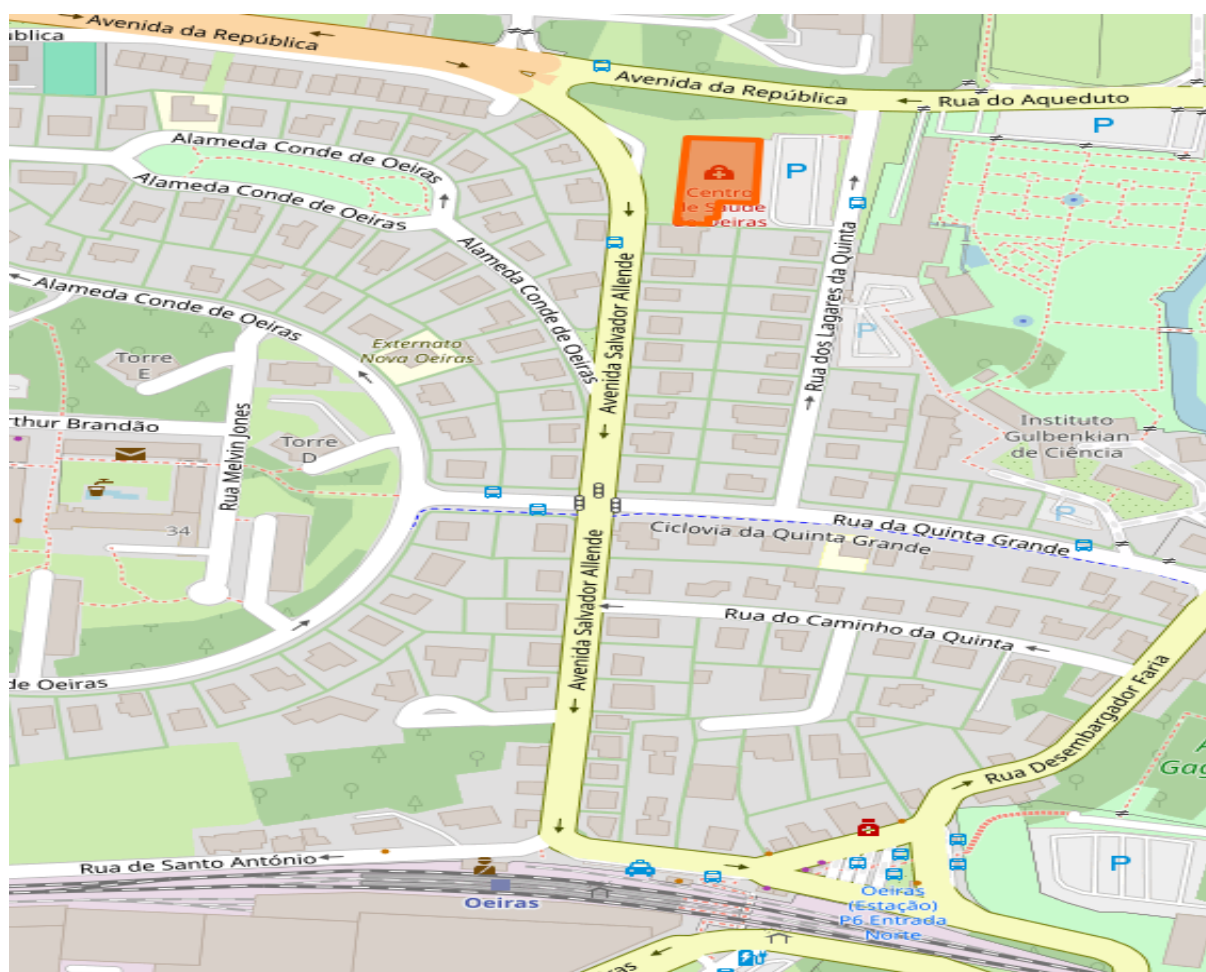 Avenida da República
ública
Avenida da República
Rua do Aqueduto
P
Alameda Conde de Oeiras
P
Centro
de Saúde
de Oeiras
Alameda Conde de Oeiras
Alameda Conde de Oeiras
Rua dos Lagares da Quinta
Avenida Salvador Allende
Alameda Conde de Oeiras
P
Externato
Nova Oeiras
Torre
E
rthur Brandão
Rua Melvin Jones
Torre
D
Instituto
Gulbenkian
de Ciência
34
P
Rua da Quinta Grande
Ciclovia da Quinta Grande
Avenida Salvador Allende
Rua do Caminho da Quinta
de Oeiras
Rua Desembargador Faria
A
Gag
Rua de Santo António
P
Oeiras
Oeiras
(Estação)
P6 Entrada
Norte
iras